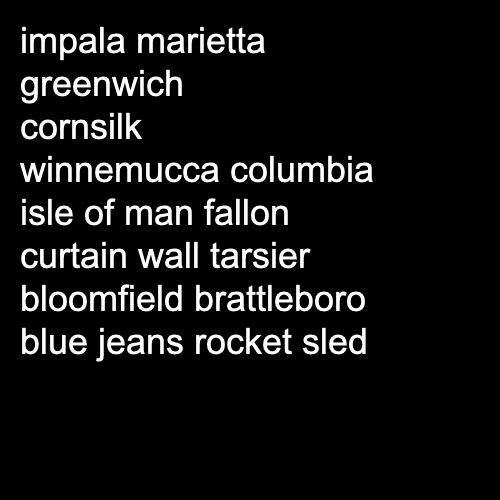 impala marietta
greenwich
cornsilk
winnemucca columbia
isle of man fallon
curtain wall tarsier
bloomfield brattleboro
blue jeans rocket sled